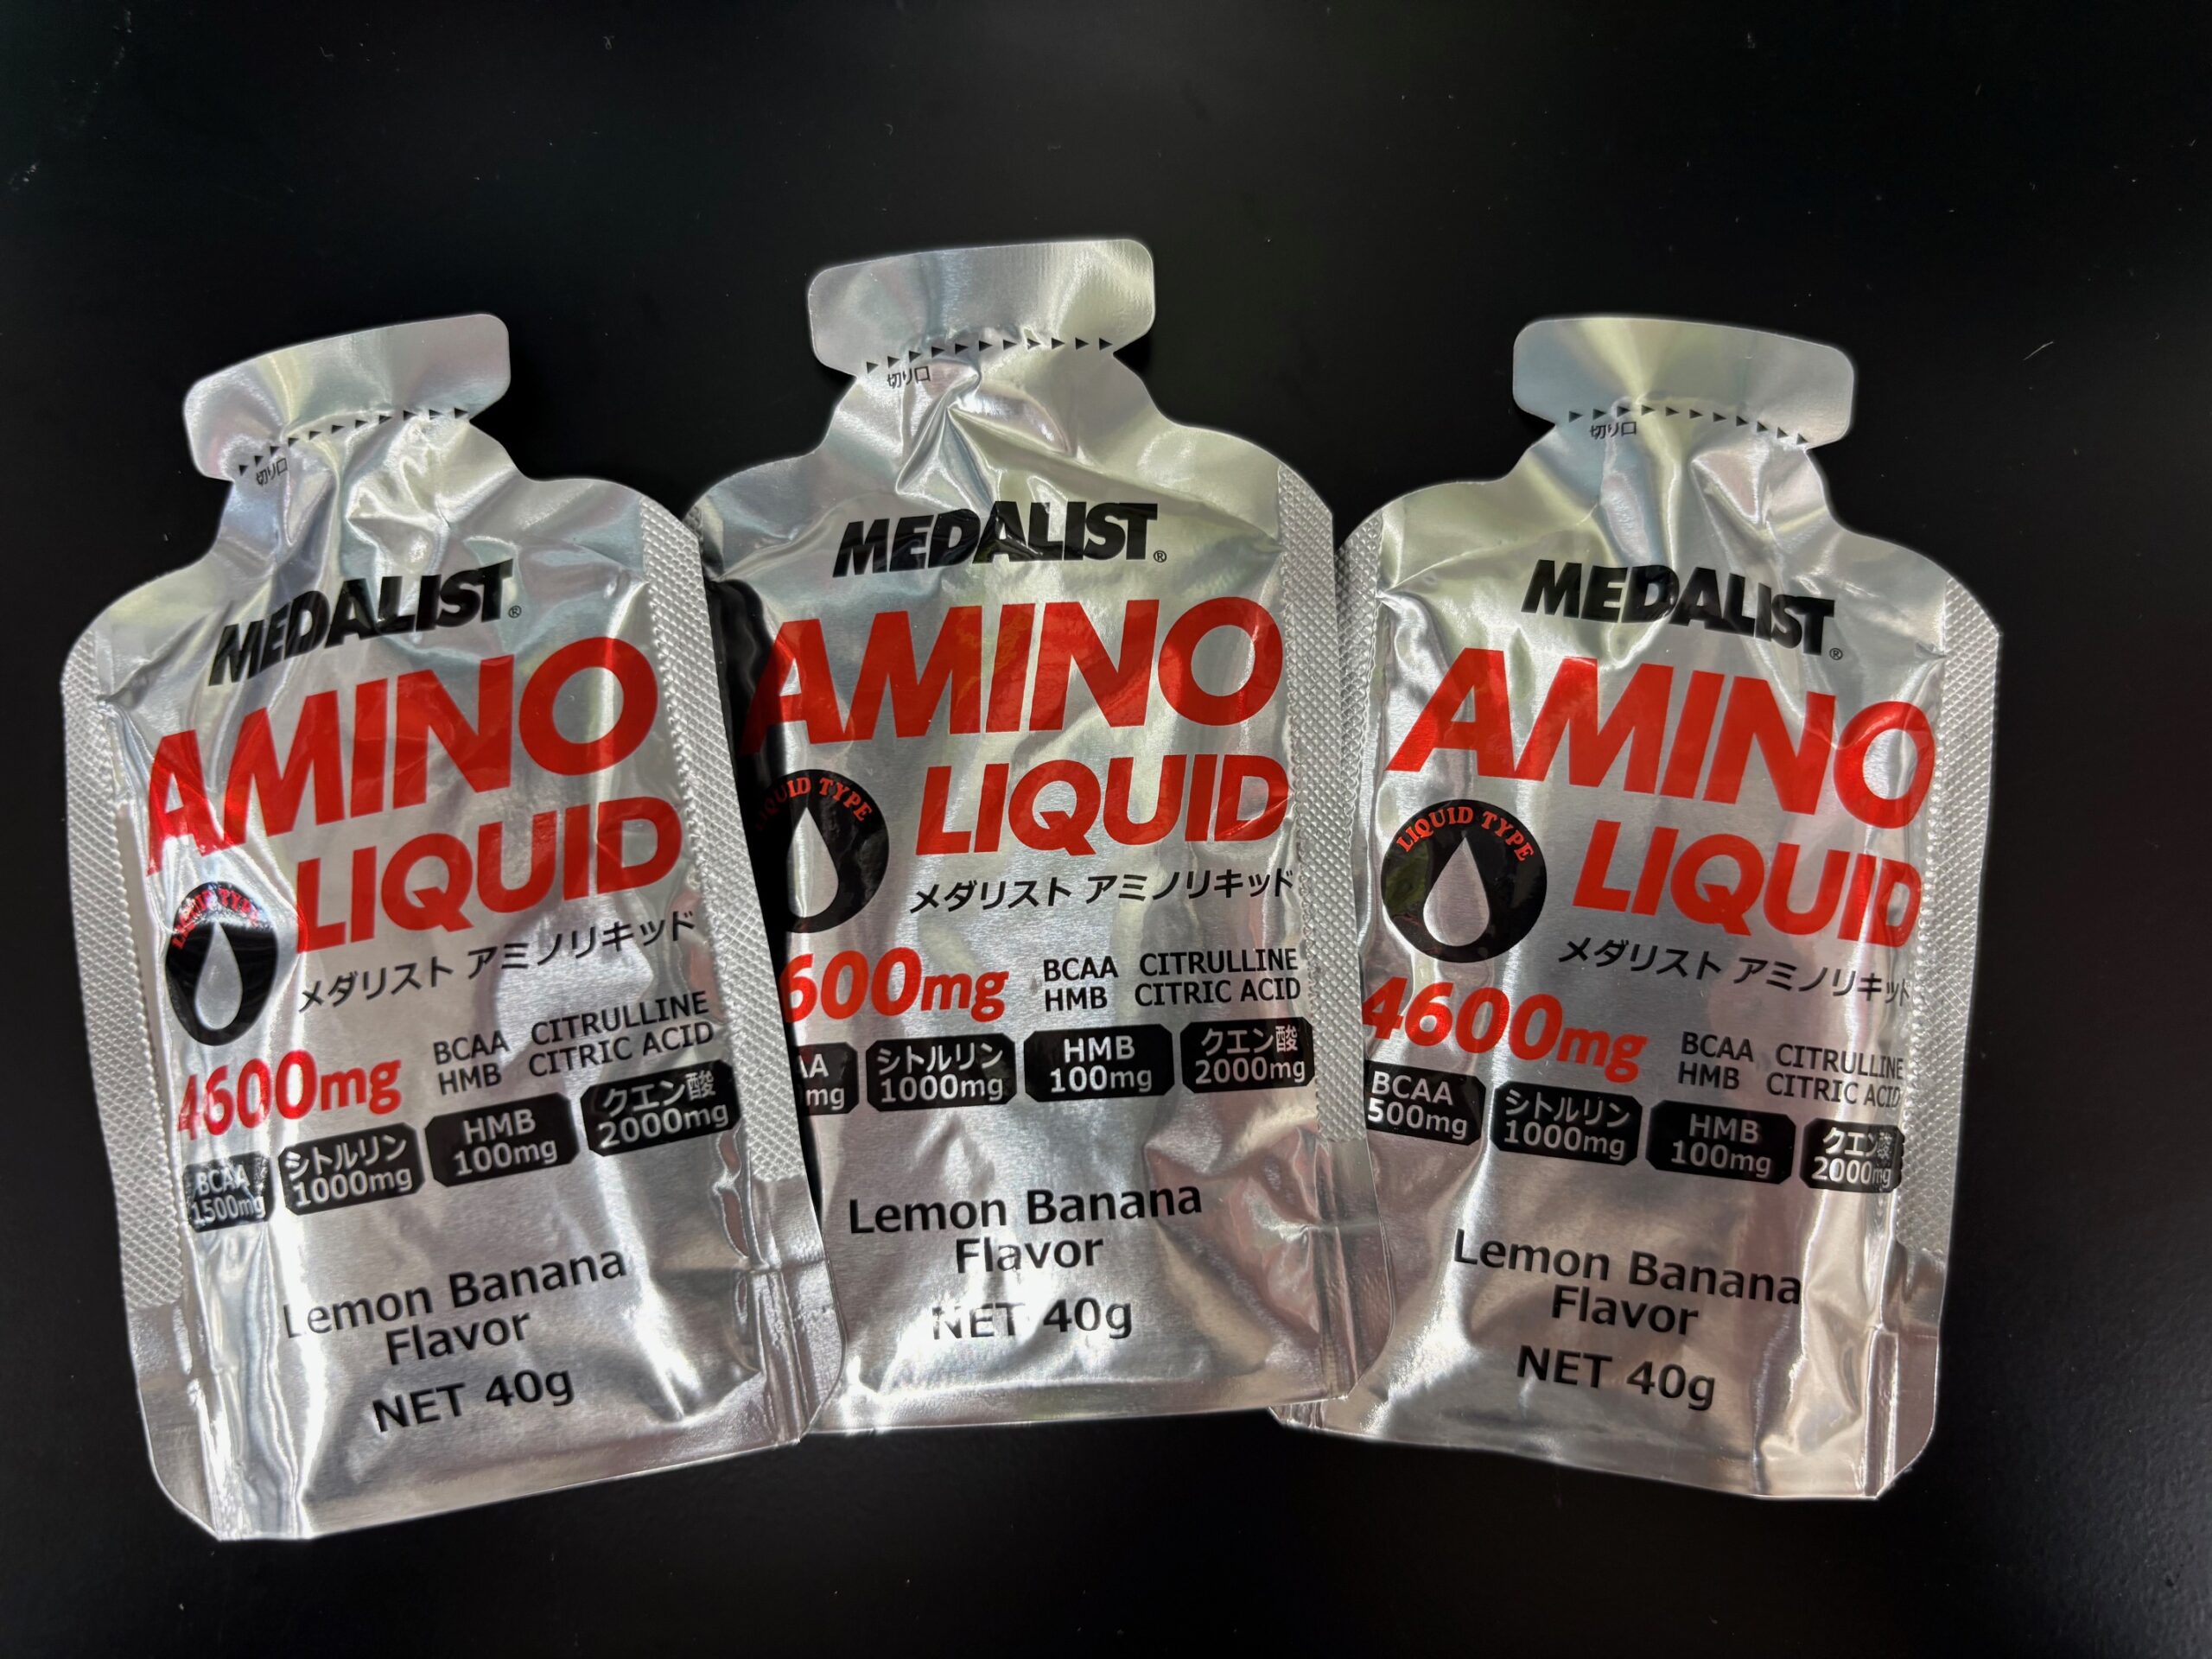 切り口
MEDALIST®
AMINO
LIQUID
LIQUID TYPE
メダリスト アミノリキッド
4600mg
BCAA CITRULLINE
HMB CITRIC ACID
BCAA
1500mg
シトルリン
1000mg
HMB
100mg
クエン酸
2000mg
Lemon Banana
Flavor
NET 40g
切り口
MEDALIST®
AMINO
LIQUID
QUID TYPE
メダリスト アミノリキッド
600mg
BCAA CITRULLINE
HMB CITRIC ACID
AA
mg
シトルリン
1000mg
HMB
100mg
クエン酸
2000mg
Lemon Banana
Flavor
NET 40g
切り口
MEDALIST®
AMINO
LIQUID
LIQUID TYPE
メダリスト アミノリキッド
4600mg
BCAA CITRULLINE
HMB CITRIC ACID
BCAA
500mg
シトルリン
1000mg
HMB
100mg
クエン酸
2000mg
Lemon Banana
Flavor
NET 40g